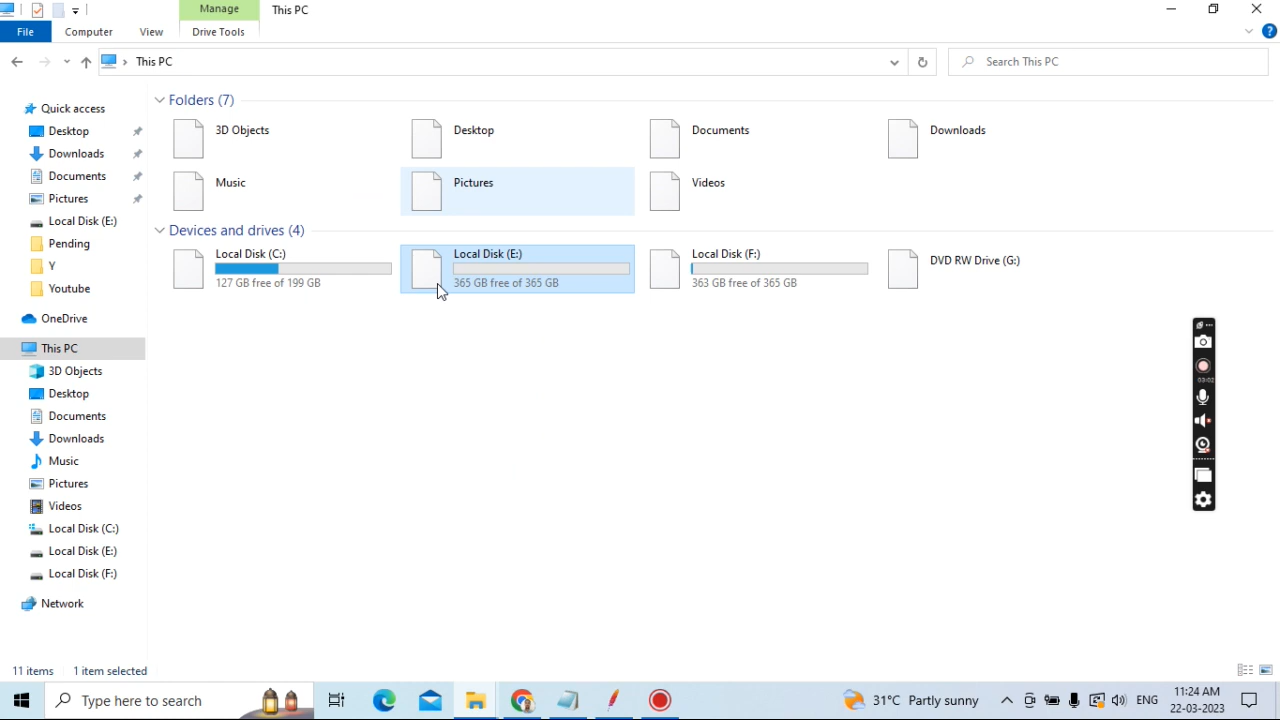 Manage
This PC
File
Computer
View
Drive Tools
This PC
Search This PC
Quick access
Desktop
Downloads
Documents
Pictures
Local Disk (E:)
Pending
Y
Youtube
OneDrive
This PC
3D Objects
Desktop
Documents
Downloads
Music
Pictures
Videos
Local Disk (C:)
Local Disk (E:)
Local Disk (F:)
Network
Folders (7)
3D Objects
Desktop
Documents
Downloads
Music
Pictures
Videos
Devices and drives (4)
Local Disk (C:)
127 GB free of 199 GB
Local Disk (E:)
365 GB free of 365 GB
Local Disk (F:)
363 GB free of 365 GB
DVD RW Drive (G:)
03:02
11 items 1 item selected
Type here to search
31°C Partly sunny
ENG
11:24 AM
22-03-2023